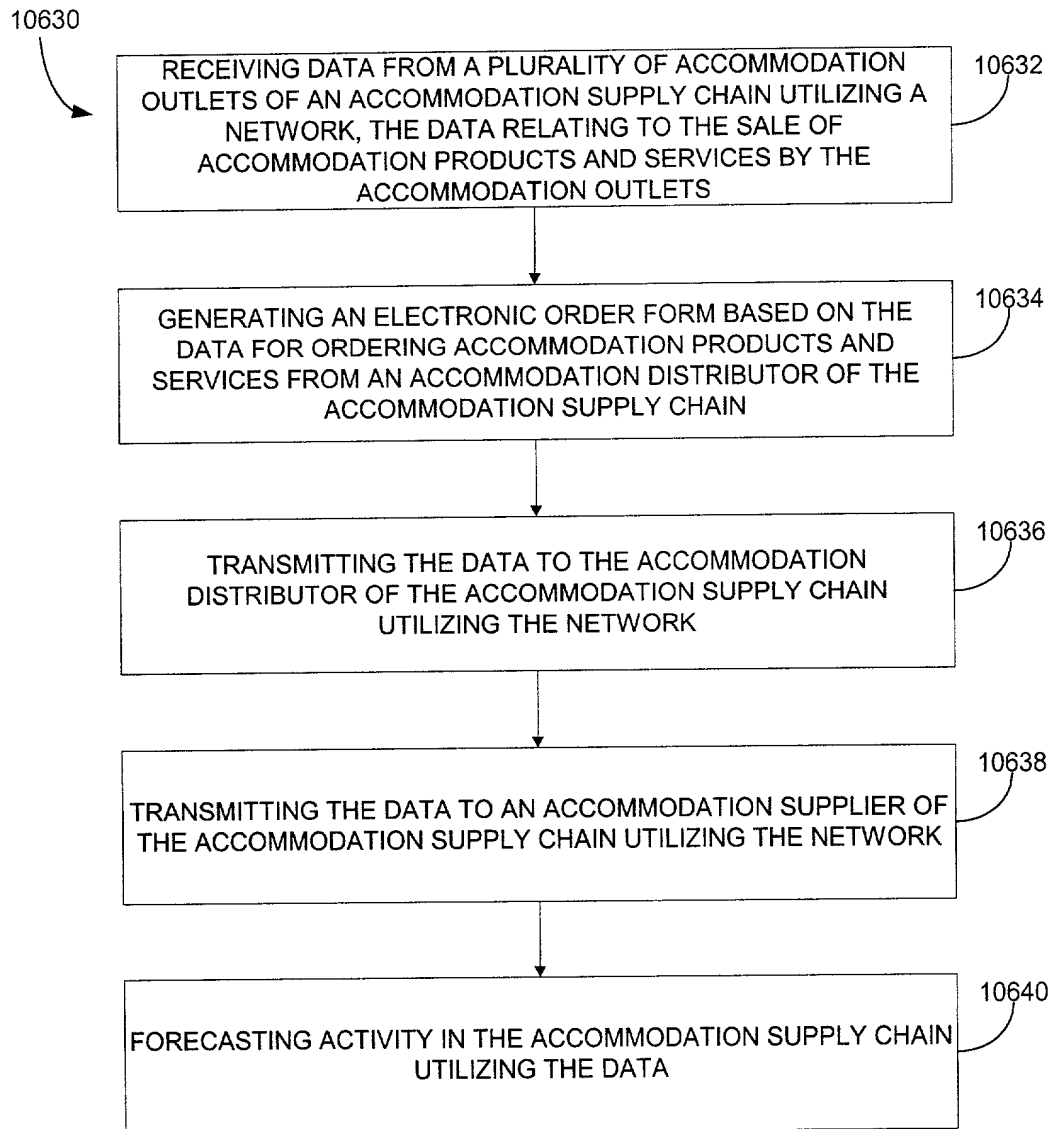 10630
RECEIVING DATA FROM A PLURALITY OF ACCOMMODATION
OUTLETS OF AN ACCOMMODATION SUPPLY CHAIN UTILIZING A
NETWORK, THE DATA RELATING TO THE SALE OF
ACCOMMODATION PRODUCTS AND SERVICES BY THE
ACCOMMODATION OUTLETS
10632
GENERATING AN ELECTRONIC ORDER FORM BASED ON THE
DATA FOR ORDERING ACCOMMODATION PRODUCTS AND
SERVICES FROM AN ACCOMMODATION DISTRIBUTOR OF THE
ACCOMMODATION SUPPLY CHAIN
10634
TRANSMITTING THE DATA TO THE ACCOMMODATION
DISTRIBUTOR OF THE ACCOMMODATION SUPPLY CHAIN
UTILIZING THE NETWORK
10636
TRANSMITTING THE DATA TO AN ACCOMMODATION SUPPLIER OF
THE ACCOMMODATION SUPPLY CHAIN UTILIZING THE NETWORK
10638
FORECASTING ACTIVITY IN THE ACCOMMODATION SUPPLY CHAIN
UTILIZING THE DATA
10640